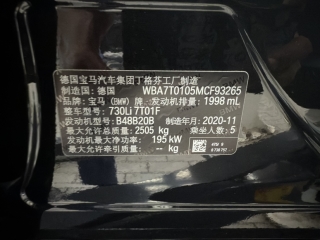 德国宝马汽车集团丁格芬工厂制造
制造国：德国 WBA7T0105MCF93265
品牌：宝马(BMW)牌 发动机排量：1998 mL
整车型号：730Li 7T01F
发动机型号：B48B20B 制造年月：2020-11
最大允许总质量：2505 kg 乘坐人数：5
最大净功率：195 kW
最大允许牵引质量：-- kg